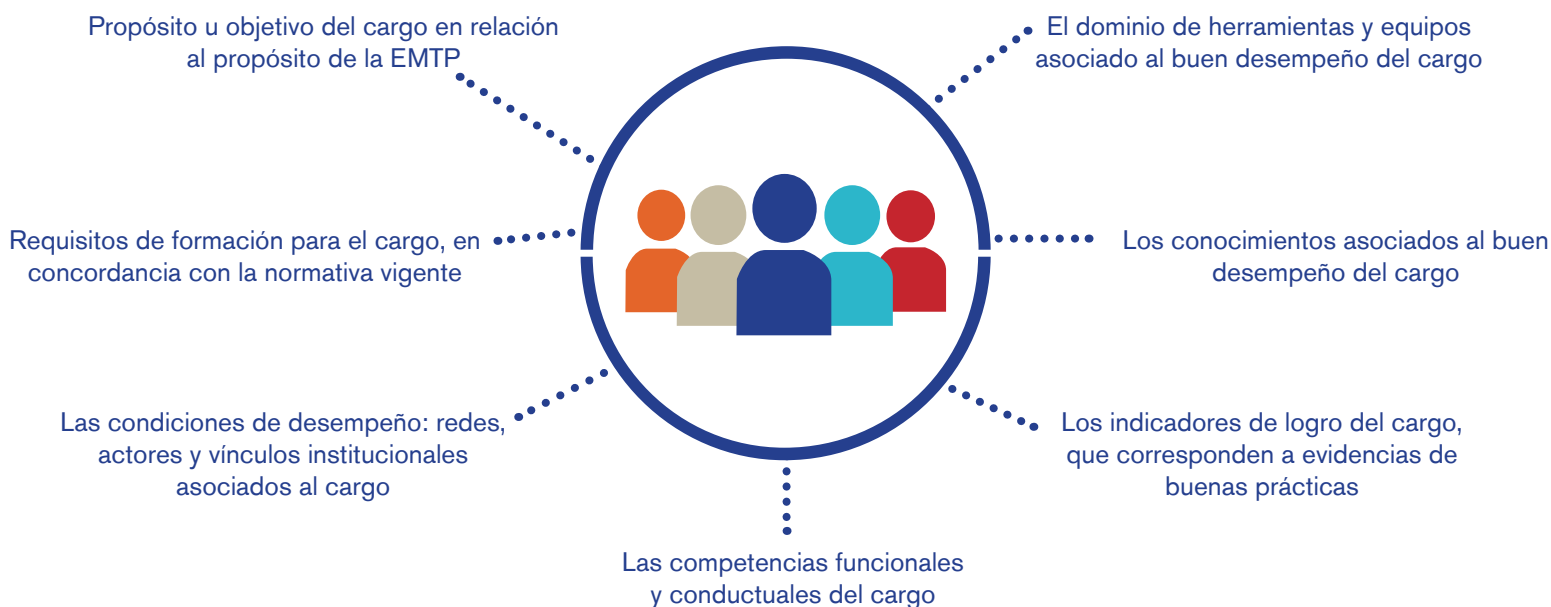 Propósito u objetivo del cargo en relación
al propósito de la EMTP
El dominio de herramientas y equipos
asociado al buen desempeño del cargo
Requisitos de formación para el cargo, en
concordancia con la normativa vigente
Los conocimientos asociados al buen
desempeño del cargo
Las condiciones de desempeño: redes,
actores y vínculos institucionales
asociados al cargo
Los indicadores de logro del cargo,
que corresponden a evidencias de
buenas prácticas
Las competencias funcionales
y conductuales del cargo